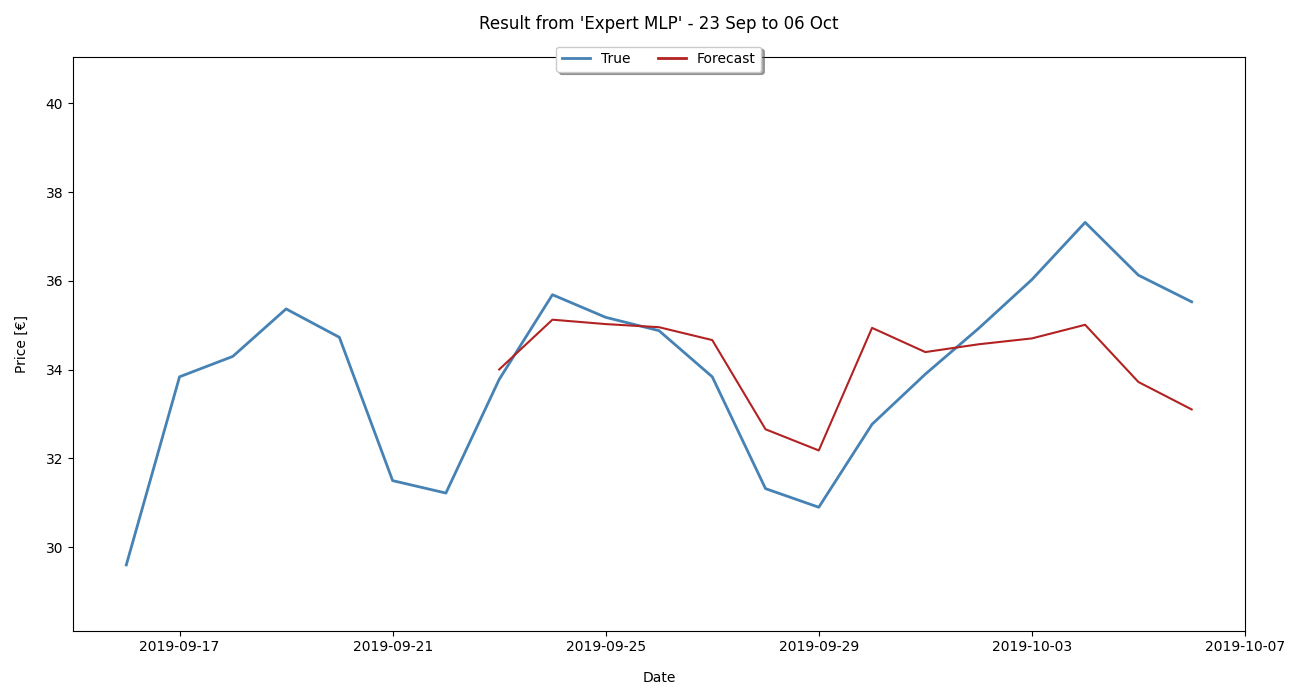 Result from 'Expert MLP' - 23 Sep to 06 Oct
True Forecast
40
38
36
34
32
30
Price [€]
2019-09-17 2019-09-21 2019-09-25 2019-09-29 2019-10-03 2019-10-07
Date